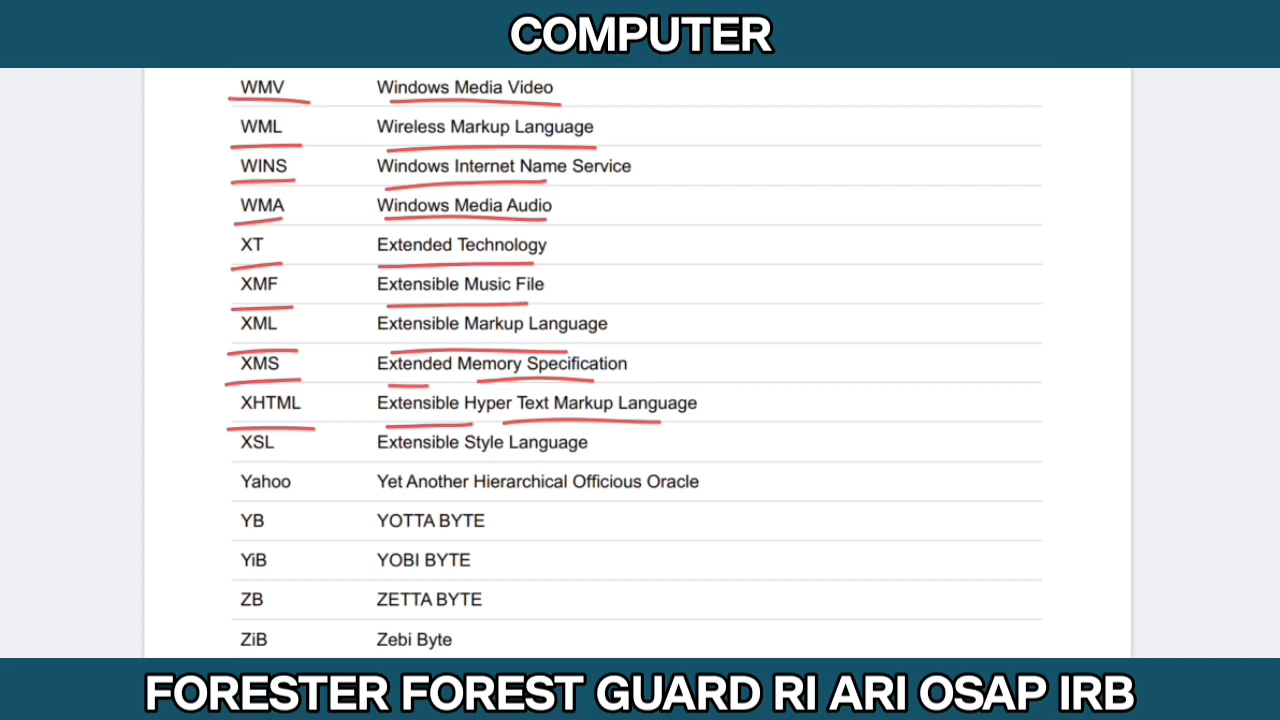 COMPUTER
WMV Windows Media Video
WML Wireless Markup Language
WINS Windows Internet Name Service
WMA Windows Media Audio
XT Extended Technology
XMF Extensible Music File
XML Extensible Markup Language
XMS Extended Memory Specification
XHTML Extensible Hyper Text Markup Language
XSL Extensible Style Language
Yahoo Yet Another Hierarchical Officious Oracle
YB YOTTA BYTE
YiB YOBI BYTE
ZB ZETTA BYTE
ZiB Zebi Byte
FORESTER FOREST GUARD RI ARI OSAP IRB